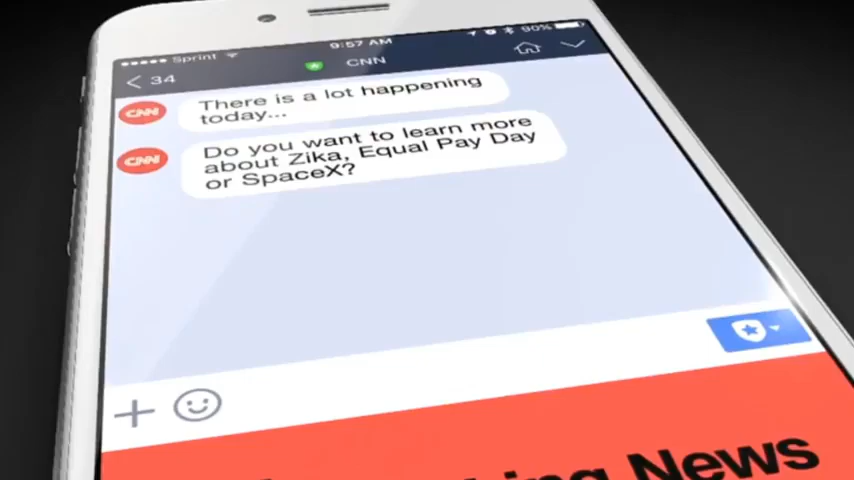 Sprint 9:57 AM 90%
34 CNN
CNN There is a lot happening
today...
CNN Do you want to learn more
about Zika, Equal Pay Day
or SpaceX?
News